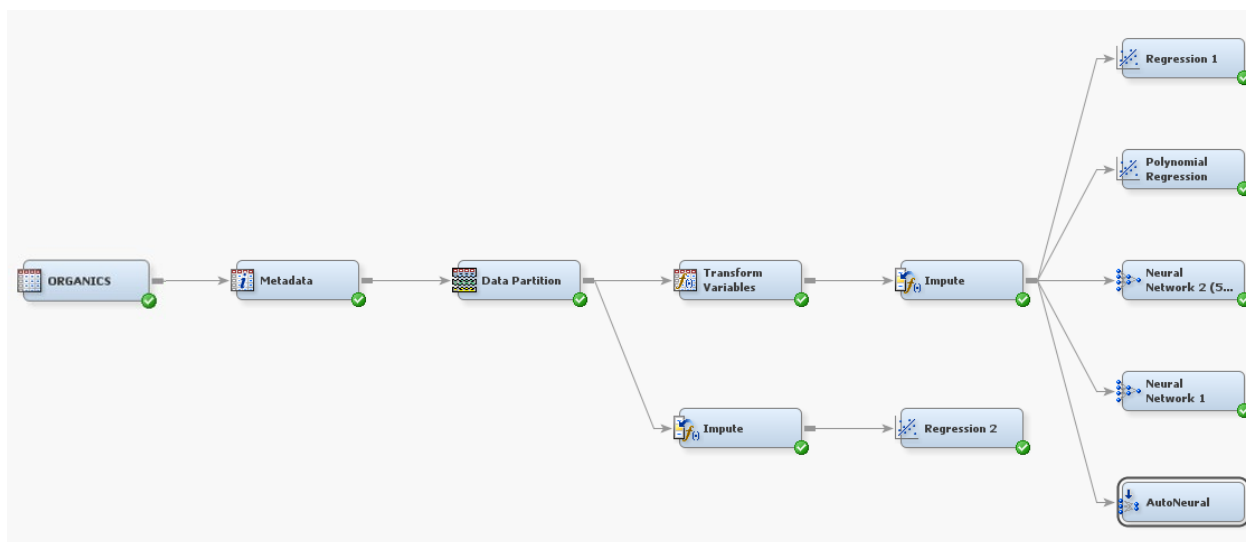 Regression 1
Polynomial
Regression
ORGANICS
Metadata
Data Partition
Transform
Variables
Impute
Neural
Network 2 (5...
Neural
Network 1
Impute
Regression 2
AutoNeural